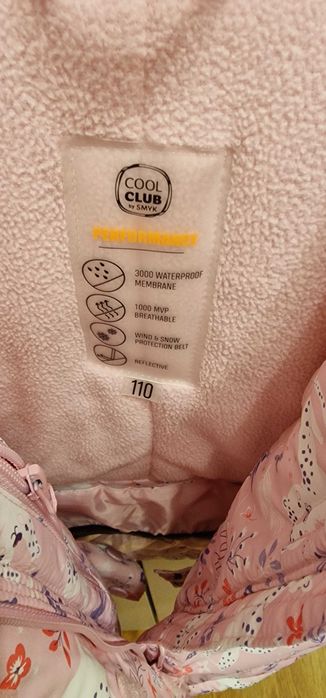 COOL
CLUB
by SMYK
PERFORMANCE
3000 WATERPROOF
MEMBRANE
1000 MVP
BREATHABLE
WIND & SNOW
PROTECTION BELT
REFLECTIVE
110